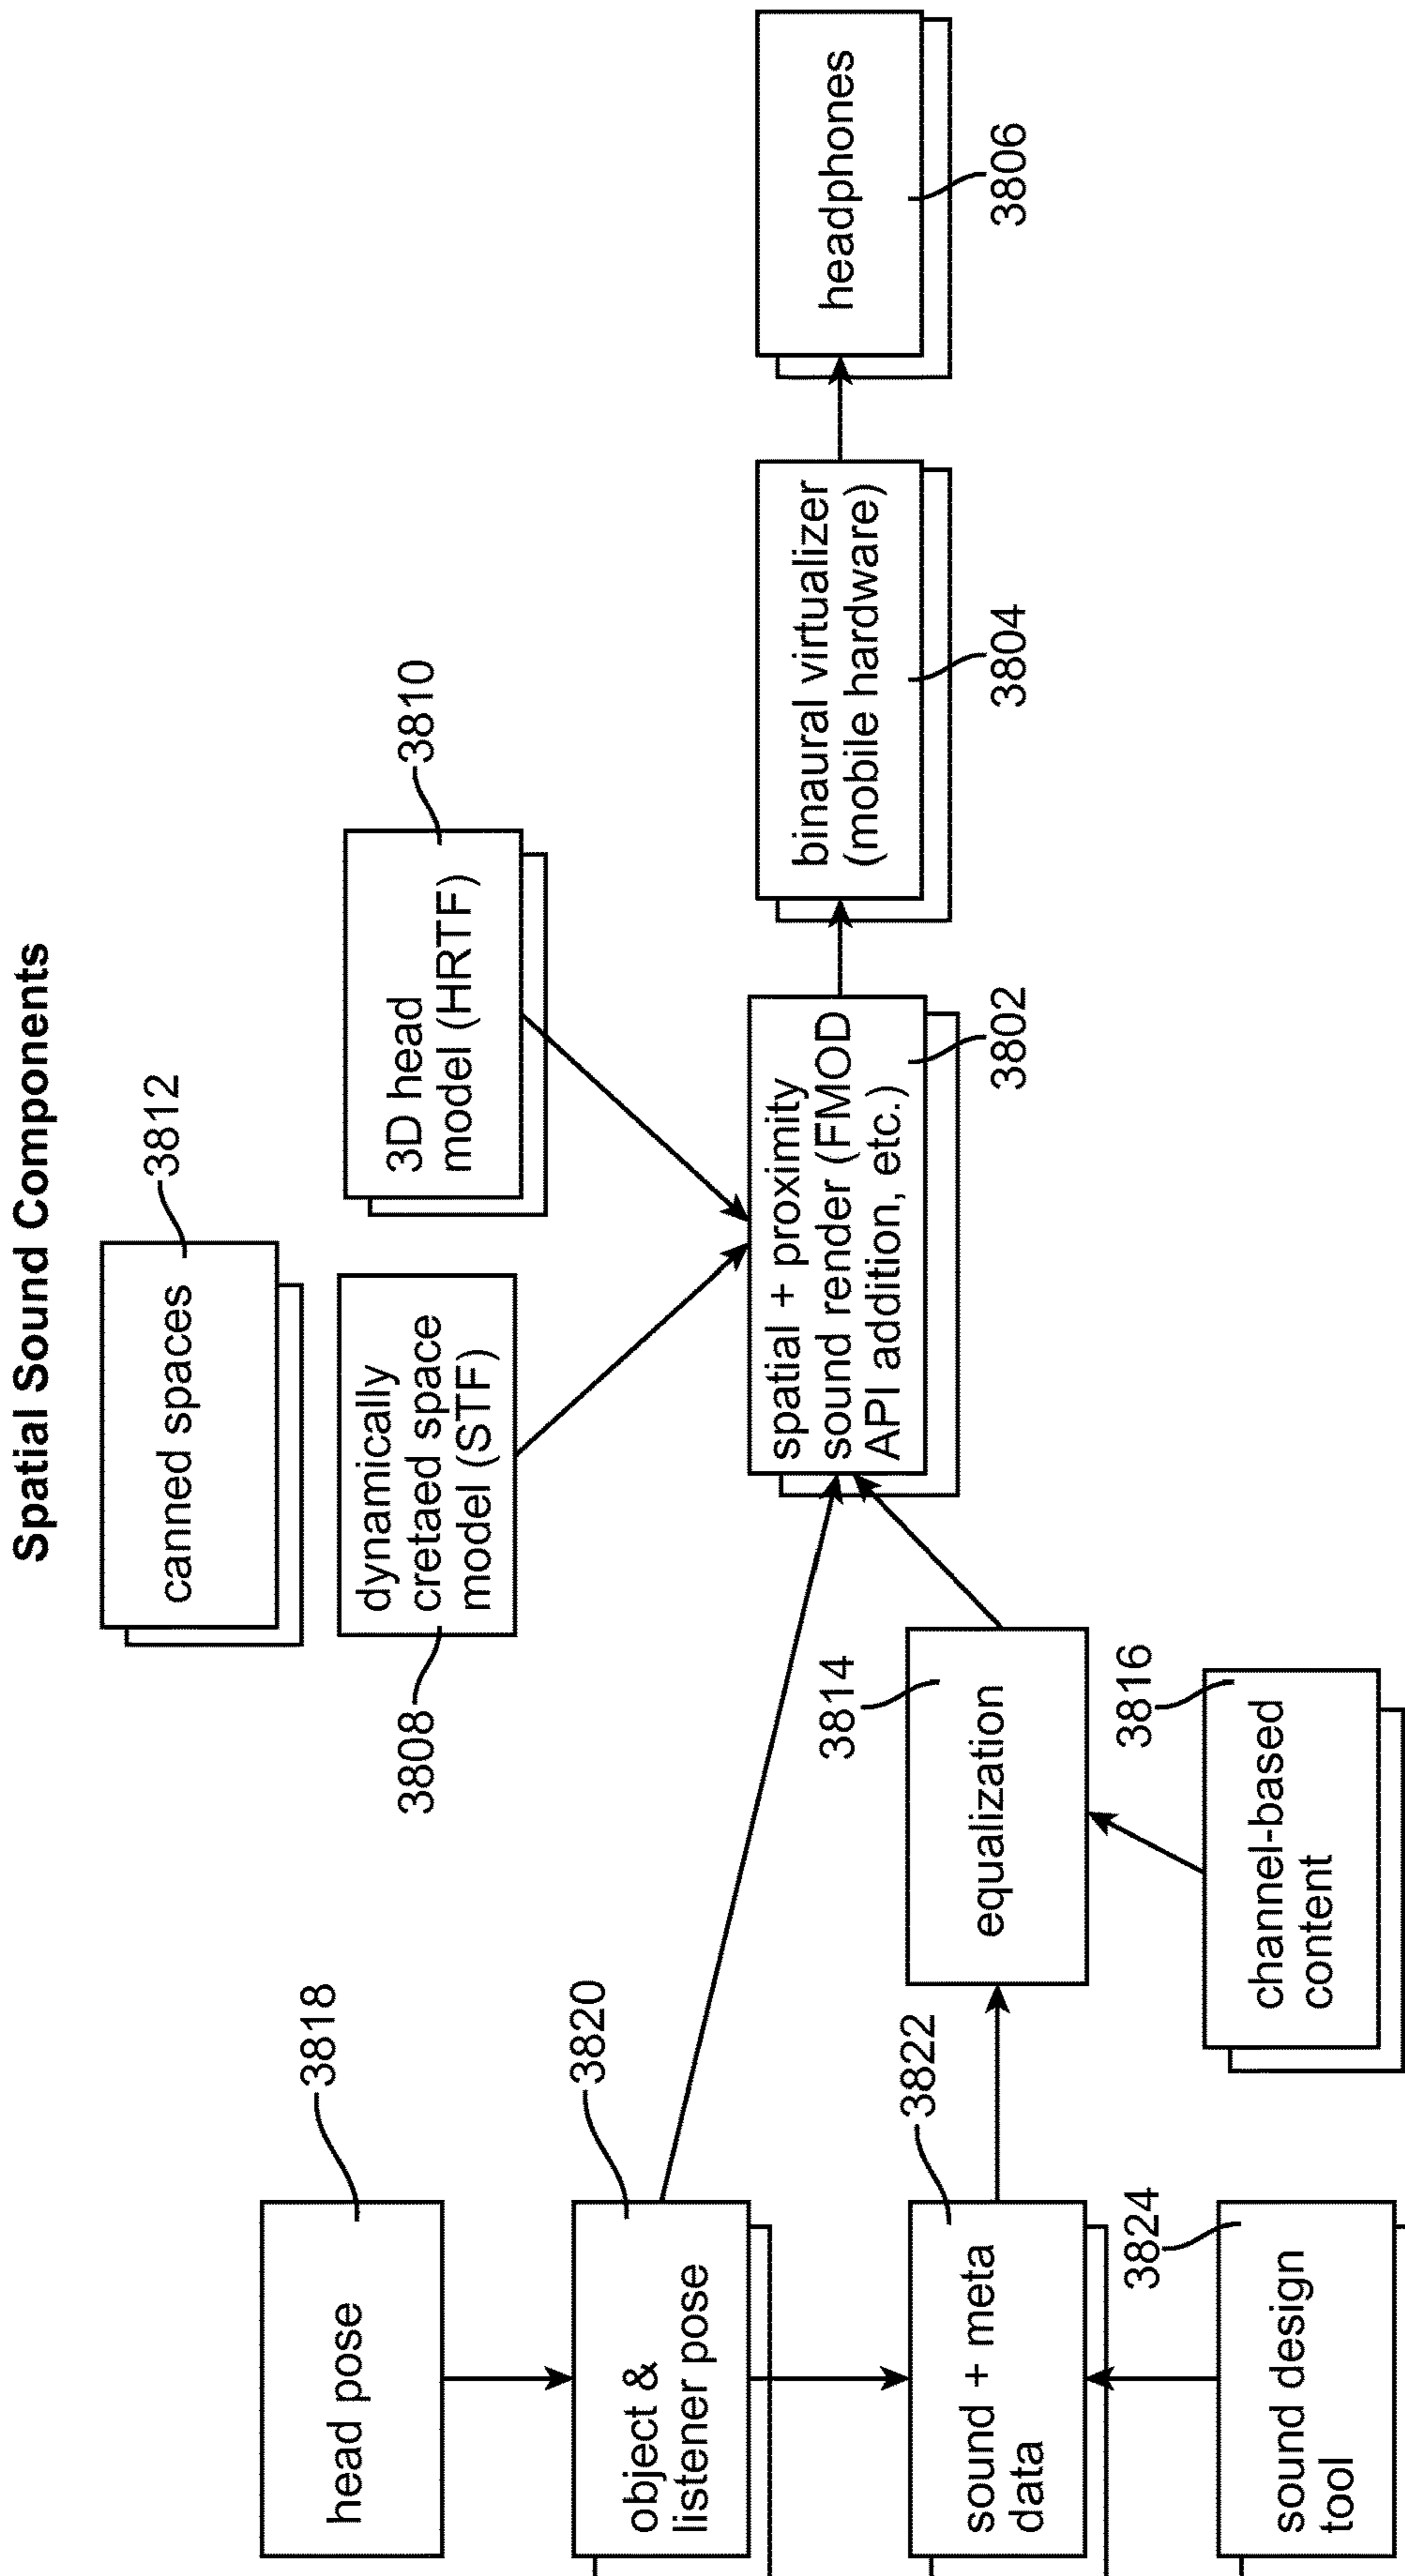 Spatial Sound Components
canned spaces
3812
3818
head pose
3808
dynamically
cretaed space
model (STF)
3D head
model (HRTF)
3810
3820
object &
listener pose
3814
spatial + proximity
sound render (FMOD
API addition, etc.)
3802
binaural virtualizer
(mobile hardware)
3804
headphones
3806
3822
sound + meta
data
equalization
3824
sound design
tool
3816
channel-based
content